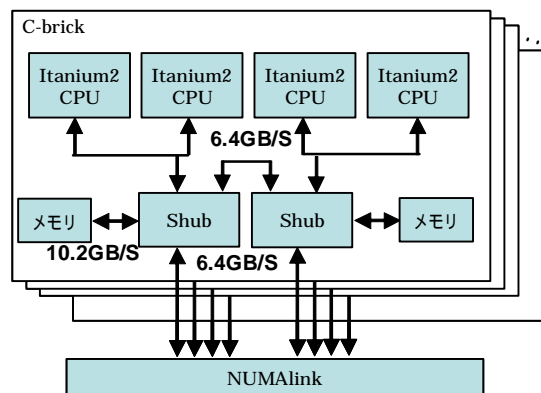 C-brick
Itanium2
CPU
Itanium2
CPU
Itanium2
CPU
Itanium2
CPU
...
6.4GB/S
メモリ
Shub
Shub
メモリ
10.2GB/S
6.4GB/S
NUMAlink